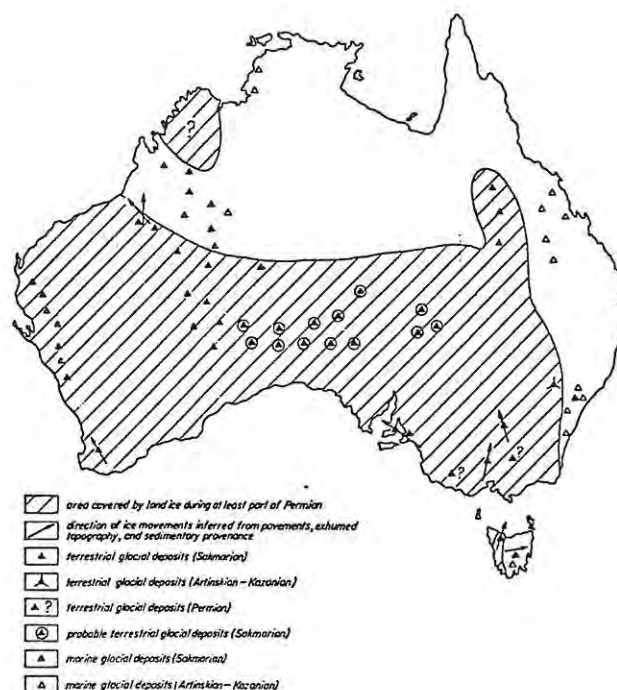 ?
?
?
area covered by land ice during at least part of Permian
direction of ice movements inferred from pavements, exhumed
topography, and sedimentary provenance
terrestrial glacial deposits (Sakmarian)
terrestrial glacial deposits (Artinskian-Kazanian)
? terrestrial glacial deposits (Permian)
probable terrestrial glacial deposits (Sakmarian)
marine glacial deposits (Sakmarian)
marine glacial deposits (Artinskian-Kazanian)